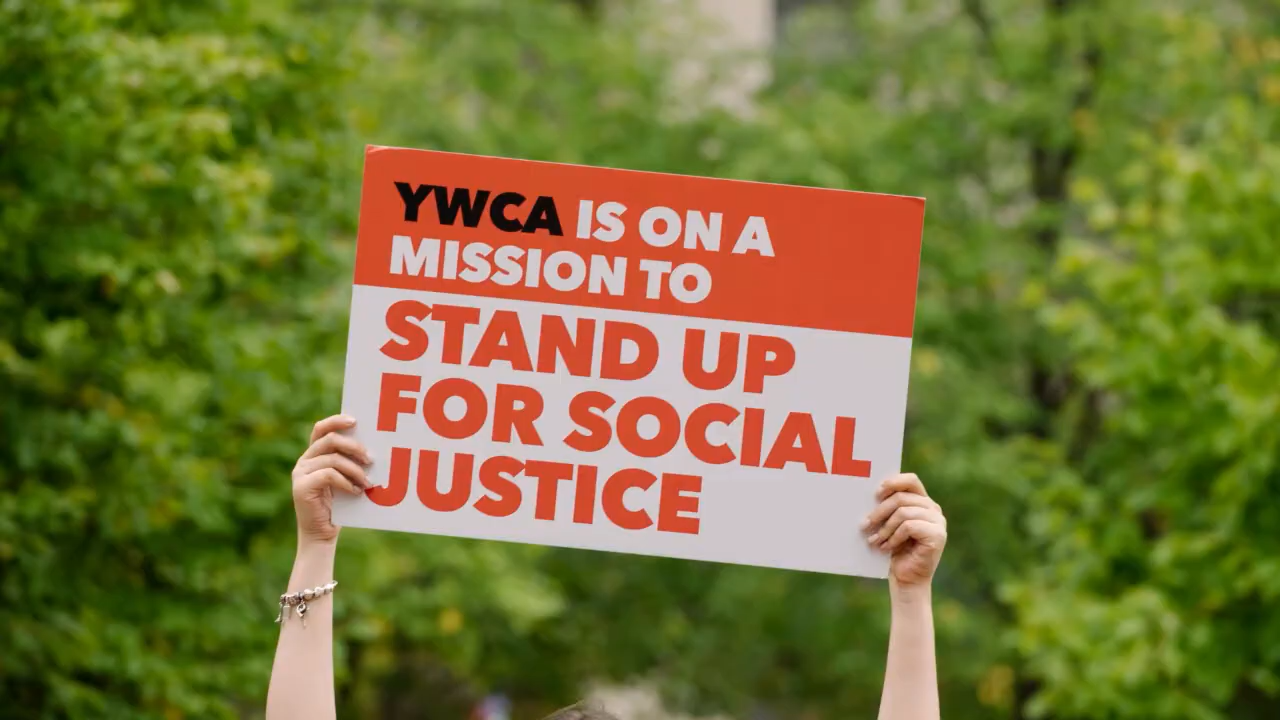 YWCA IS ON A
MISSION TO
STAND UP
FOR SOCIAL
JUSTICE